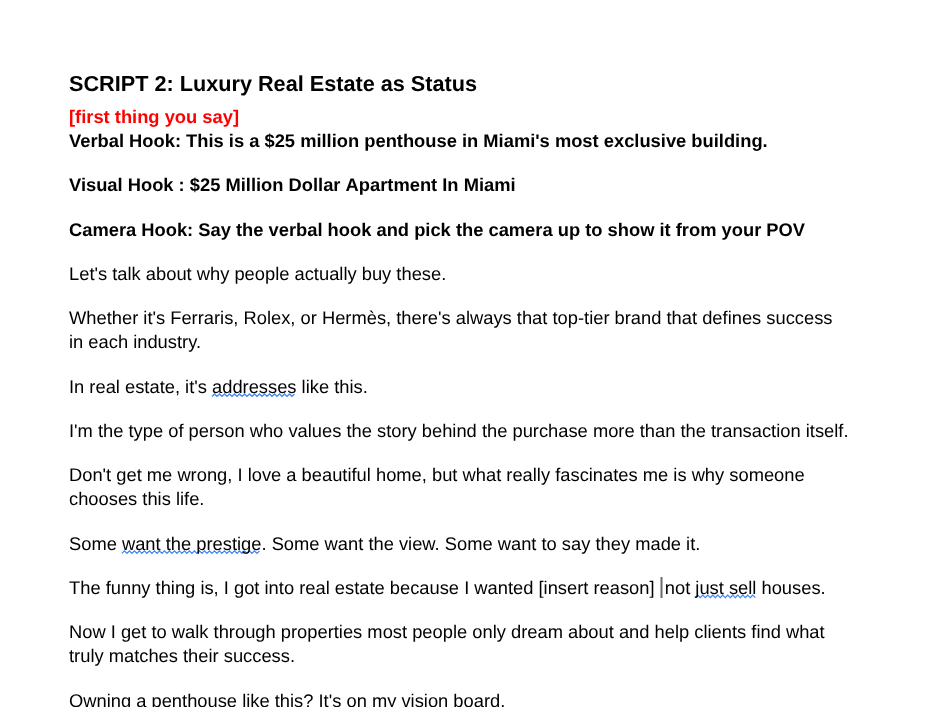 SCRIPT 2: Luxury Real Estate as Status
[first thing you say]
Verbal Hook: This is a $25 million penthouse in Miami's most exclusive building.
Visual Hook : $25 Million Dollar Apartment In Miami
Camera Hook: Say the verbal hook and pick the camera up to show it from your POV
Let's talk about why people actually buy these.
Whether it's Ferraris, Rolex, or Hermès, there's always that top-tier brand that defines success
in each industry.
In real estate, it's addresses like this.
I'm the type of person who values the story behind the purchase more than the transaction itself.
Don't get me wrong, I love a beautiful home, but what really fascinates me is why someone
chooses this life.
Some want the prestige. Some want the view. Some want to say they made it.
The funny thing is, I got into real estate because I wanted [insert reason] not just sell houses.
Now I get to walk through properties most people only dream about and help clients find what
truly matches their success.
Owning a penthouse like this? It's on my vision board.